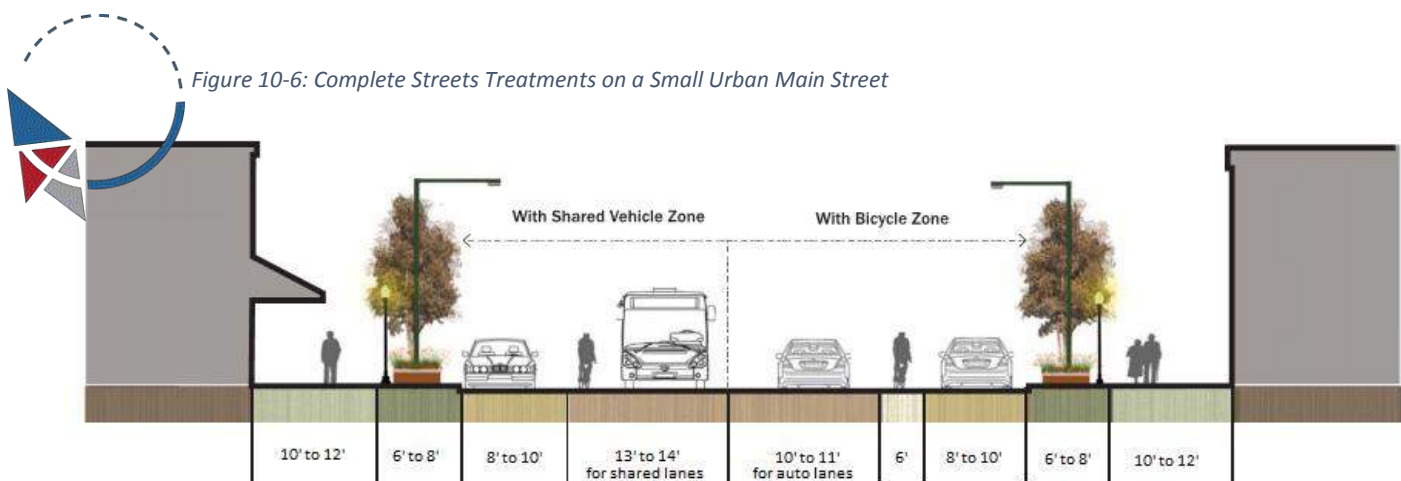 Figure 10-6: Complete Streets Treatments on a Small Urban Main Street
With Shared Vehicle Zone
With Bicycle Zone
10' to 12'
6' to 8'
8' to 10'
13' to 14'
for shared lanes
10' to 11'
for auto lanes
6'
8' to 10'
6' to 8'
10' to 12'